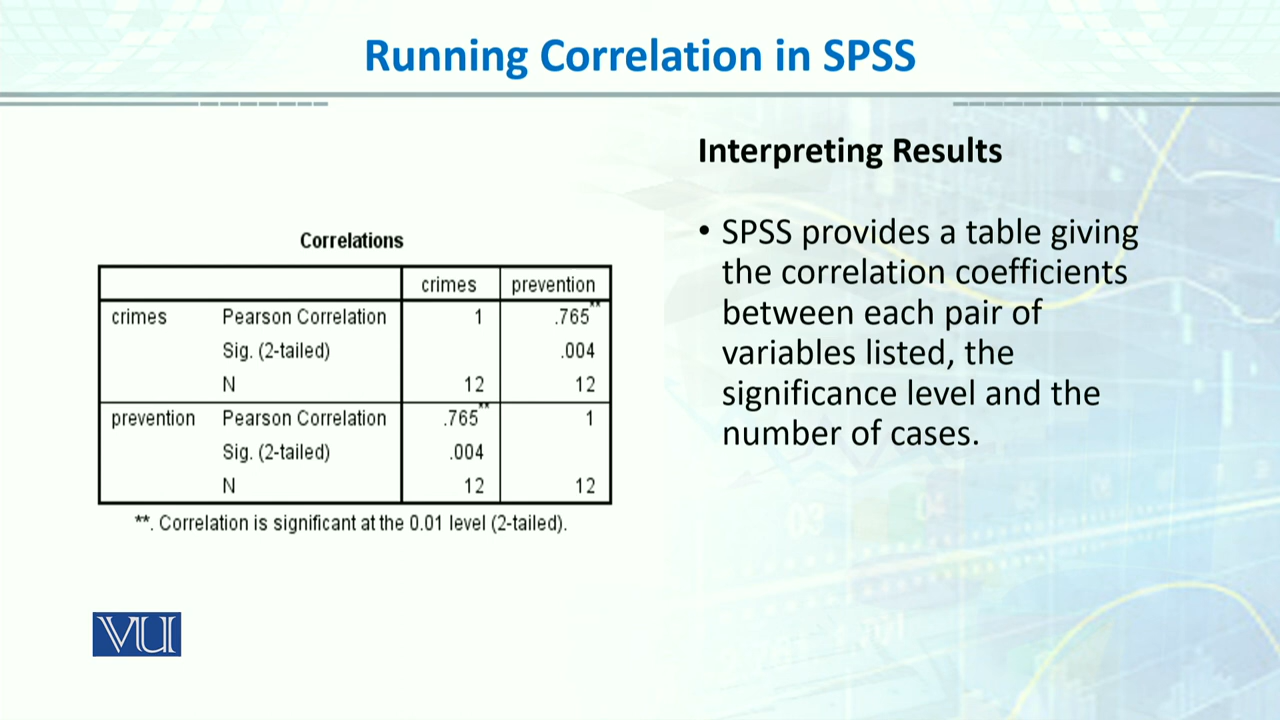 Running Correlation in SPSS
Interpreting Results
• SPSS provides a table giving
the correlation coefficients
between each pair of
variables listed, the
significance level and the
number of cases.
Correlations
crimes prevention
crimes Pearson Correlation 1 .765**
Sig. (2-tailed) .004
N 12 12
prevention Pearson Correlation .765** 1
Sig. (2-tailed) .004
N 12 12
**. Correlation is significant at the 0.01 level (2-tailed).
VU